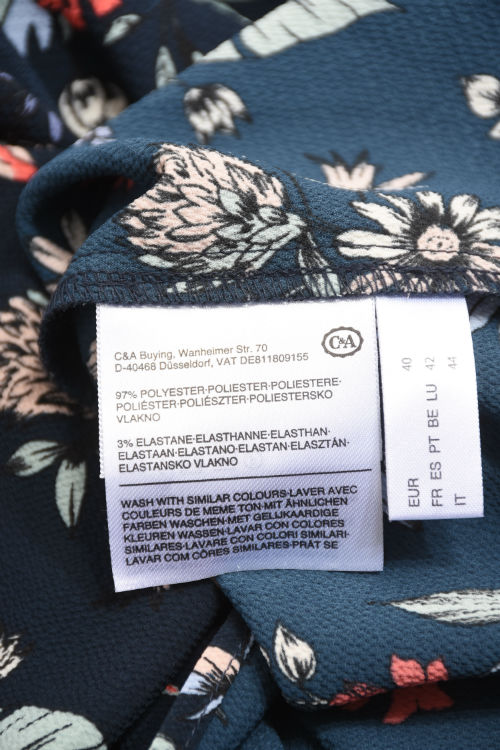 C&A Buying, Wanheimer Str. 70
D-40468 Düsseldorf, VAT DE811809155
C&A
97% POLYESTER·POLIESTER·POLIESTERE·
POLIÉSTER·POLIÉSZTER·POLIESTERSKO
VLAKNO
3% ELASTANE·ELASTHANNE·ELASTHAN·
ELASTAAN·ELASTANO·ELASTAN·ELASZTÁN·
ELASTANSKO VLAKNO
WASH WITH SIMILAR COLOURS·LAVER AVEC
COULEURS DE MEME TON·MIT ÄHNLICHEN
FARBEN WASCHEN·MET GELIJKAARDIGE
KLEUREN WASSEN·LAVAR CON COLORES
SIMILARES·LAVARE CON COLORI SIMILARI·
LAVAR COM CÔRES SIMILARES·PRÁT SE
EUR 40
FR ES PT BE LU 42
IT 44